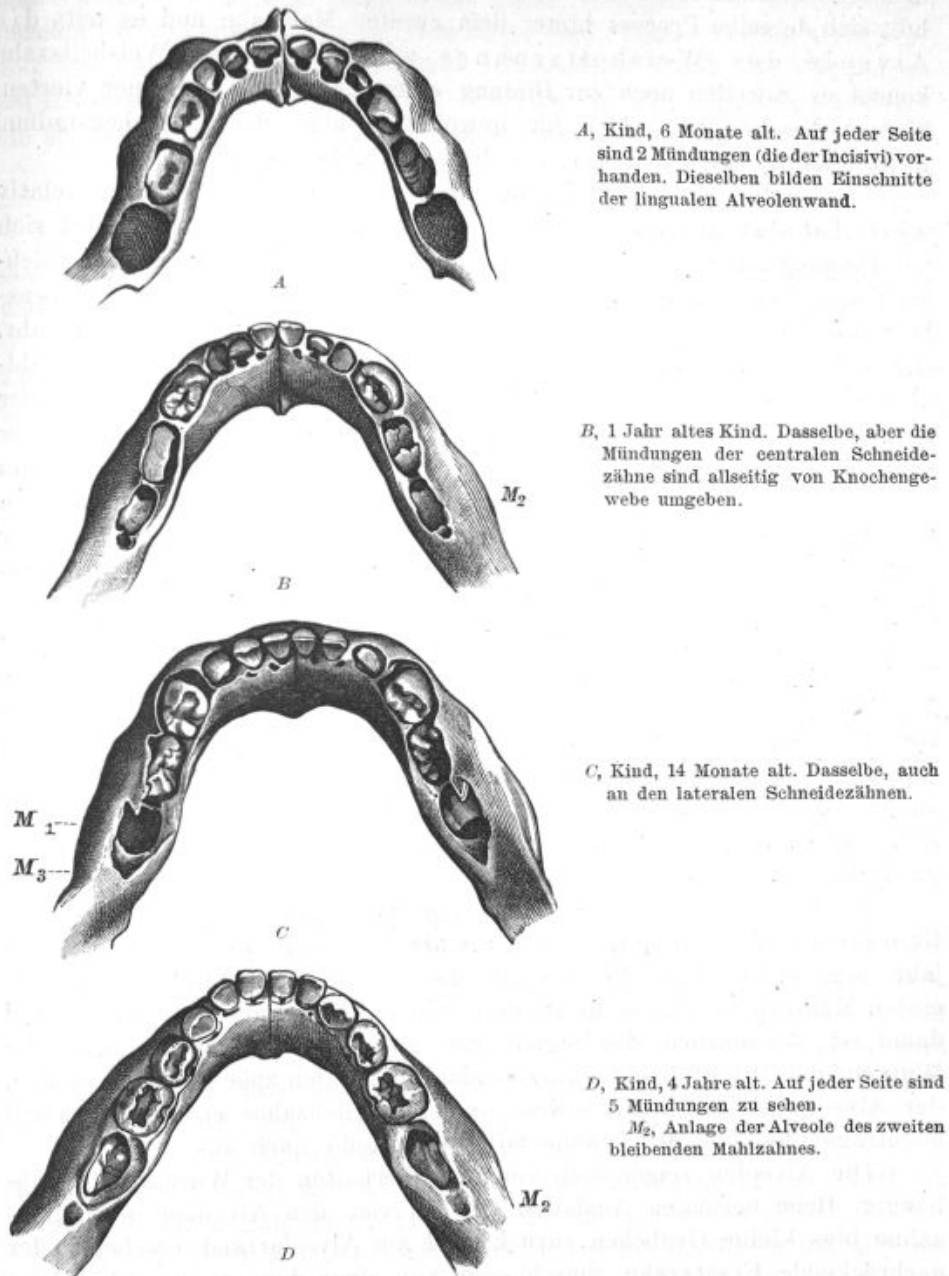 A, Kind, 6 Monate alt. Auf jeder Seite
sind 2 Mündungen (die der Incisivi) vor-
handen. Dieselben bilden Einschnitte
der lingualen Alveolenwand.
A
B, 1 Jahr altes Kind. Dasselbe, aber die
Mündungen der centralen Schneide-
zähne sind allseitig von Knochenge-
webe umgeben.
M₂
B
C, Kind, 14 Monate alt. Dasselbe, auch
an den lateralen Schneidezähnen.
M 1
M₃
C
D, Kind, 4 Jahre alt. Auf jeder Seite sind
5 Mündungen zu sehen.
M₂, Anlage der Alveole des zweiten
bleibenden Mahlzahnes.
M₂
D